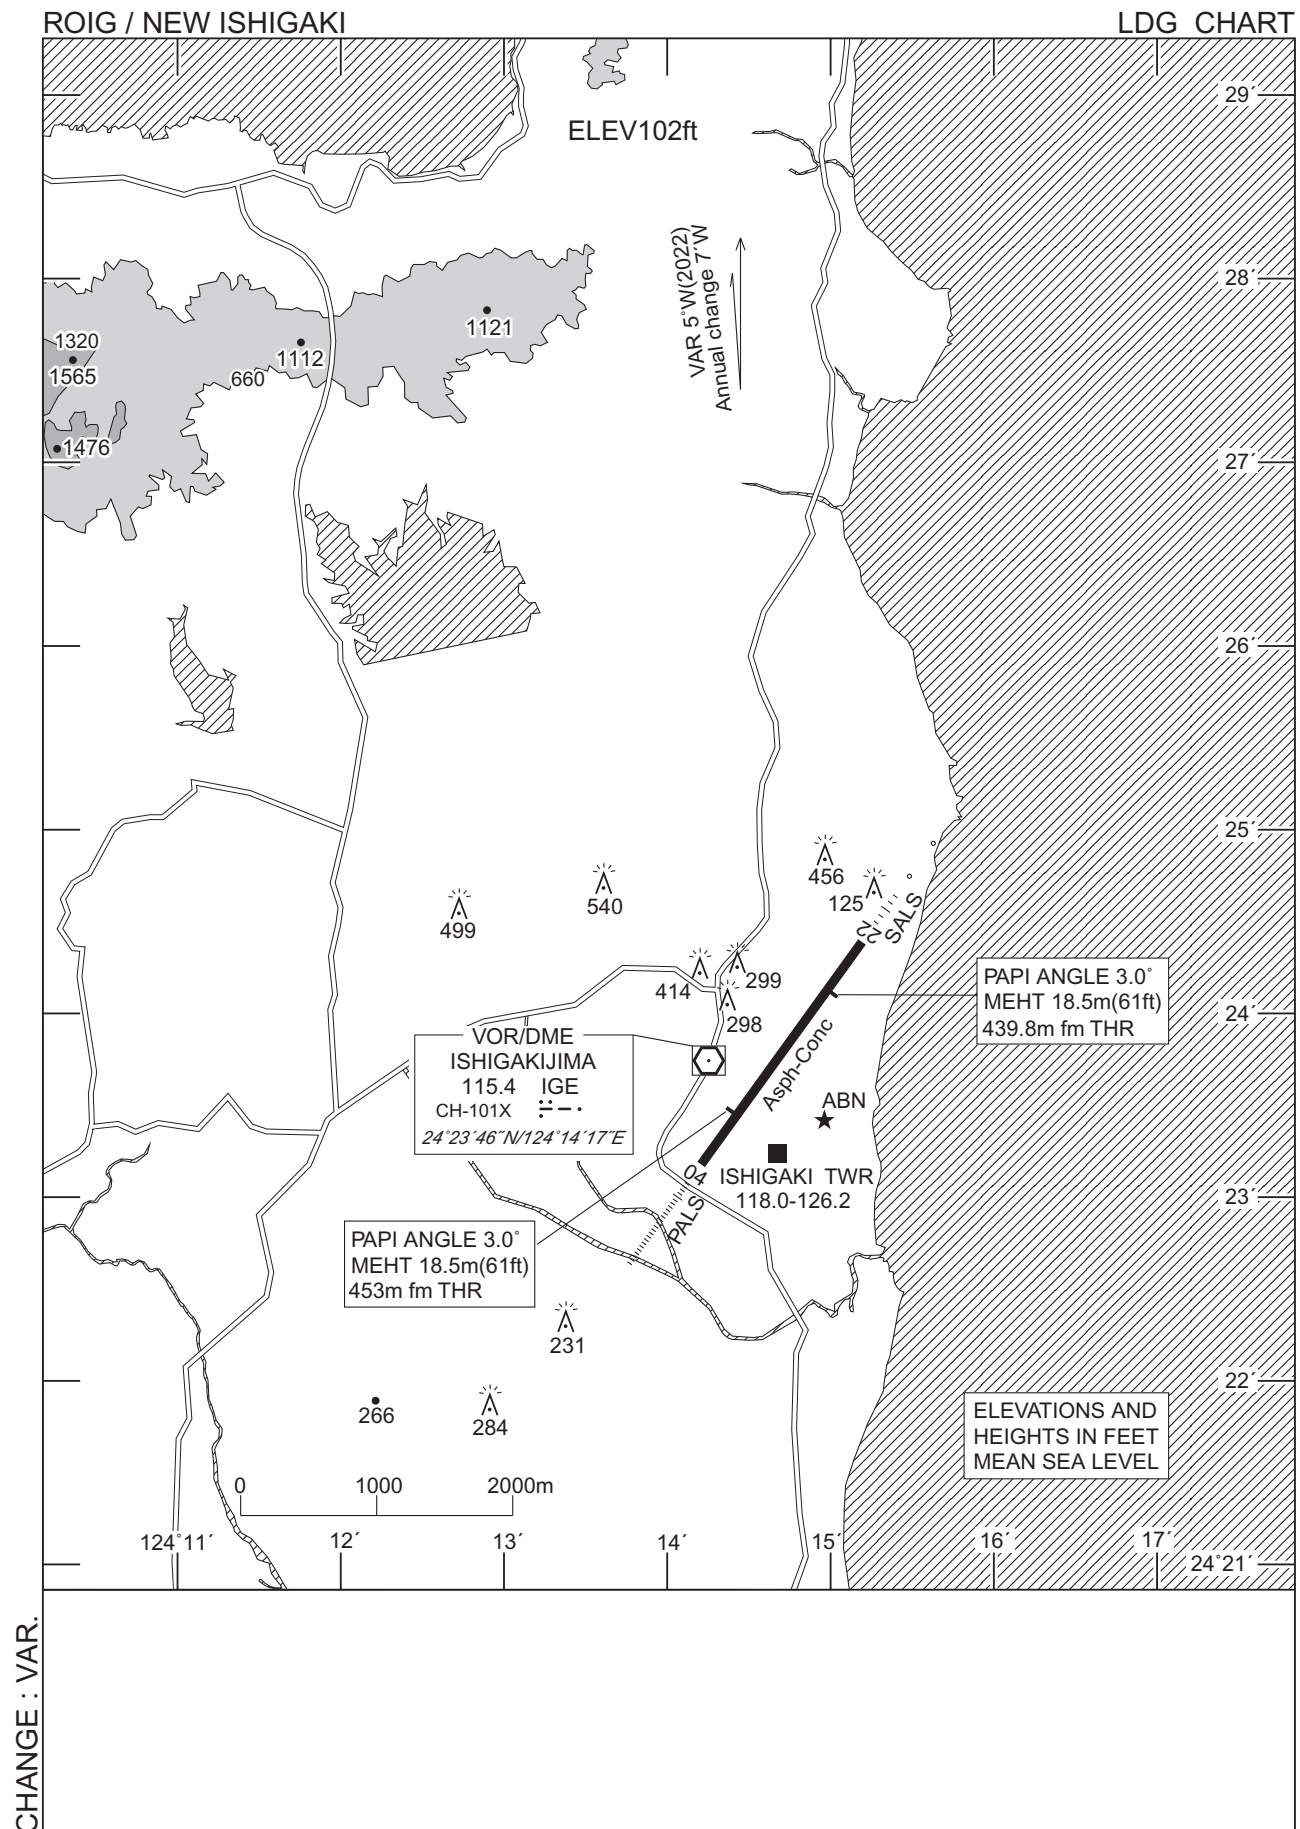 ROIG / NEW ISHIGAKI
LDG CHART
29´
ELEV102ft
VAR 5°W(2022)
Annual change 7´W
28´
1121
1320
1112
1565
660
1476
27´
26´
25´
456
125
540
499
22
SALS
299
414
298
PAPI ANGLE 3.0°
MEHT 18.5m(61ft)
439.8m fm THR
24´
VOR/DME
ISHIGAKIJIMA
115.4 IGE
CH-101X
24°23´46˝N/124°14´17˝E
Asph-Conc
ABN
04
ISHIGAKI TWR
118.0-126.2
23´
PALS
PAPI ANGLE 3.0°
MEHT 18.5m(61ft)
453m fm THR
231
22´
266
284
ELEVATIONS AND
HEIGHTS IN FEET
MEAN SEA LEVEL
0 1000 2000m
124°11´ 12´ 13´ 14´ 15´ 16´ 17´
24°21´
CHANGE : VAR.